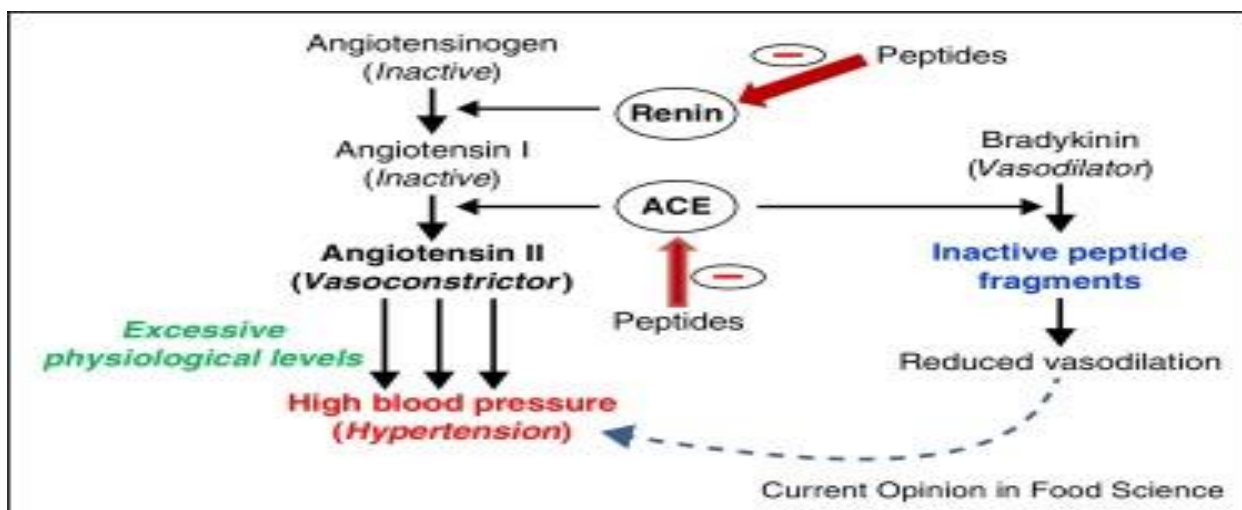 Angiotensinogen
(Inactive)
Peptides
Renin
Angiotensin I
(Inactive)
Bradykinin
(Vasodilator)
ACE
Angiotensin II
(Vasoconstrictor)
Inactive peptide
fragments
Peptides
Excessive
physiological levels
Reduced vasodilation
High blood pressure
(Hypertension)
Current Opinion in Food Science